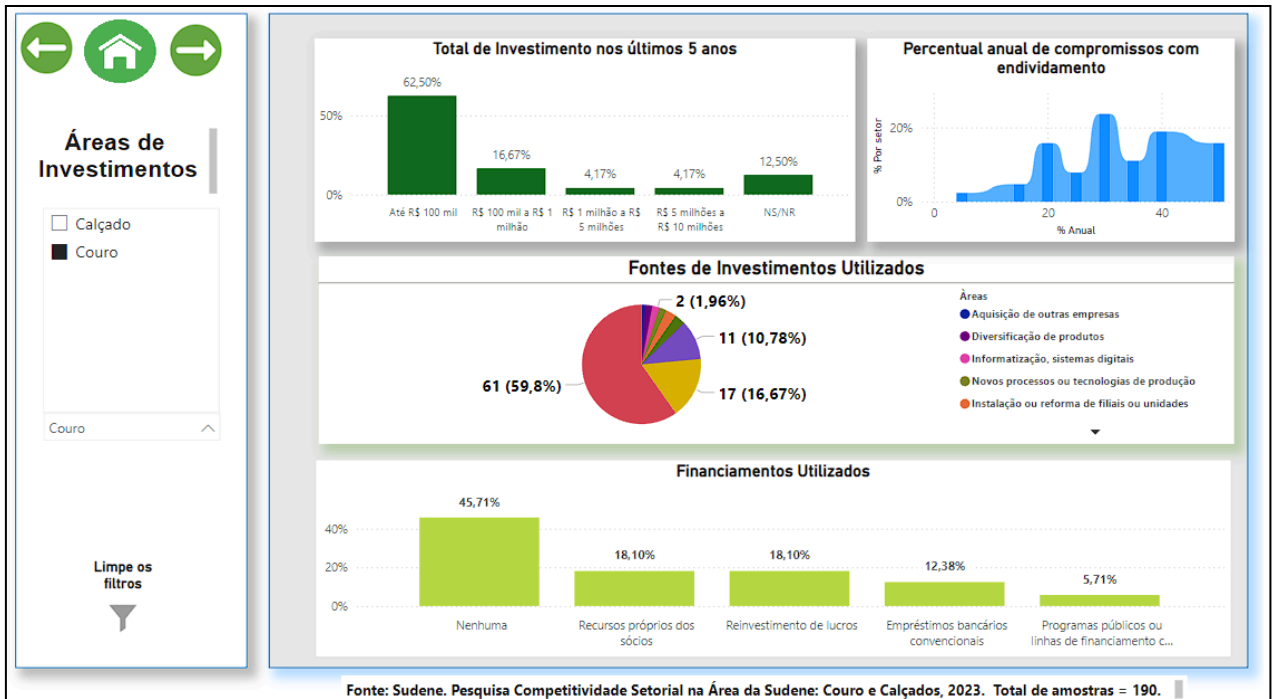 Áreas de
Investimentos
Calçado
Couro
Couro
Limpe os
filtros
Total de Investimento nos últimos 5 anos
62,50%
50%
16,67%
4,17%
4,17%
12,50%
0%
Até R$ 100 mil
R$ 100 mil a R$ 1
milhão
R$ 1 milhão a R$
5 milhões
R$ 5 milhões a
R$ 10 milhões
NS/NR
Percentual anual de compromissos com
endividamento
% Por setor
20%
0%
0
20
40
% Anual
Fontes de Investimentos Utilizados
2 (1,96%)
11 (10,78%)
17 (16,67%)
61 (59,8%)
Àreas
Aquisição de outras empresas
Diversificação de produtos
Informatização, sistemas digitais
Novos processos ou tecnologias de produção
Instalação ou reforma de filiais ou unidades
Financiamentos Utilizados
45,71%
40%
18,10%
18,10%
12,38%
5,71%
20%
0%
Nenhuma
Recursos próprios dos
sócios
Reinvestimento de lucros
Empréstimos bancários
convencionais
Programas públicos ou
linhas de financiamento c...
Fonte: Sudene. Pesquisa Competitividade Setorial na Área da Sudene: Couro e Calçados, 2023. Total de amostras = 190.